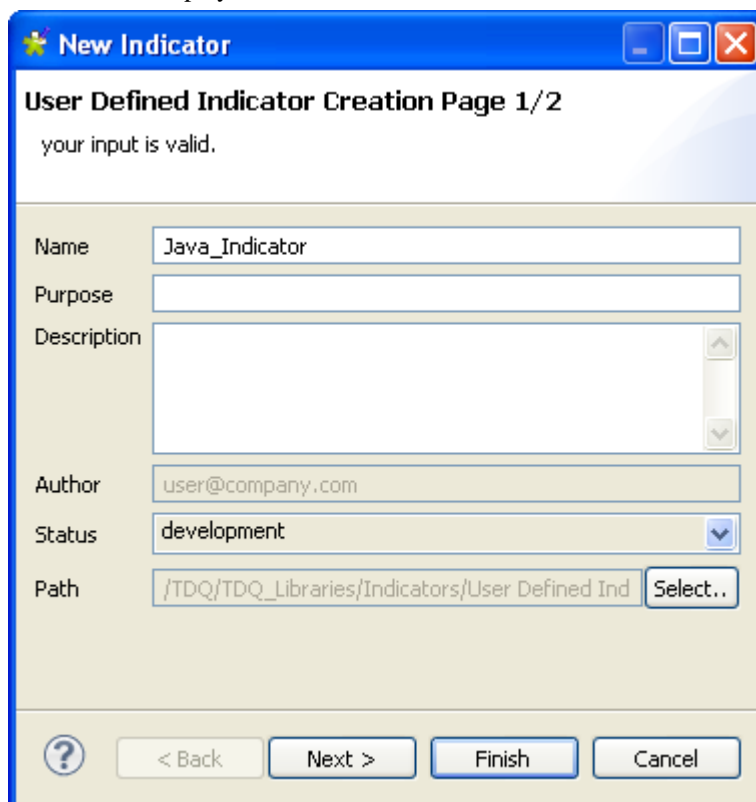 New Indicator
User Defined Indicator Creation Page 1/2
your input is valid.
Name Java_Indicator
Purpose
Description
Author user@company.com
Status development
Path /TDQ/TDQ_Libraries/Indicators/User Defined Ind Select..
? < Back Next > Finish Cancel